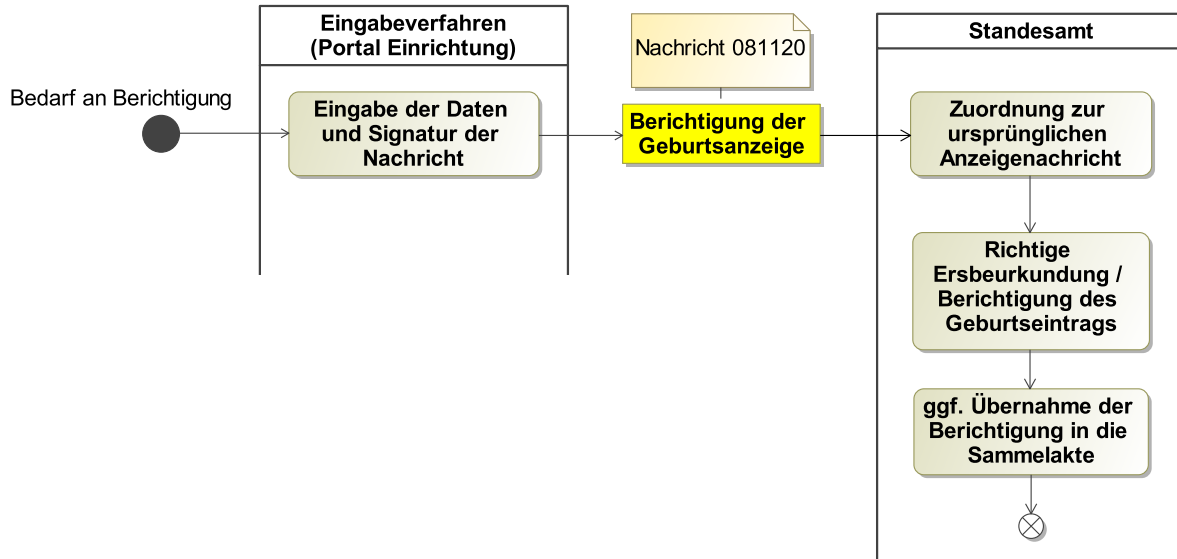 Bedarf an Berichtigung
Eingabeverfahren
(Portal Einrichtung)
Eingabe der Daten
und Signatur der
Nachricht
Nachricht 081120
Berichtigung der
Geburtsanzeige
Standesamt
Zuordnung zur
ursprünglichen
Anzeigenachricht
Richtige
Ersbeurkundung /
Berichtigung des
Geburtseintrags
ggf. Übernahme der
Berichtigung in die
Sammelakte